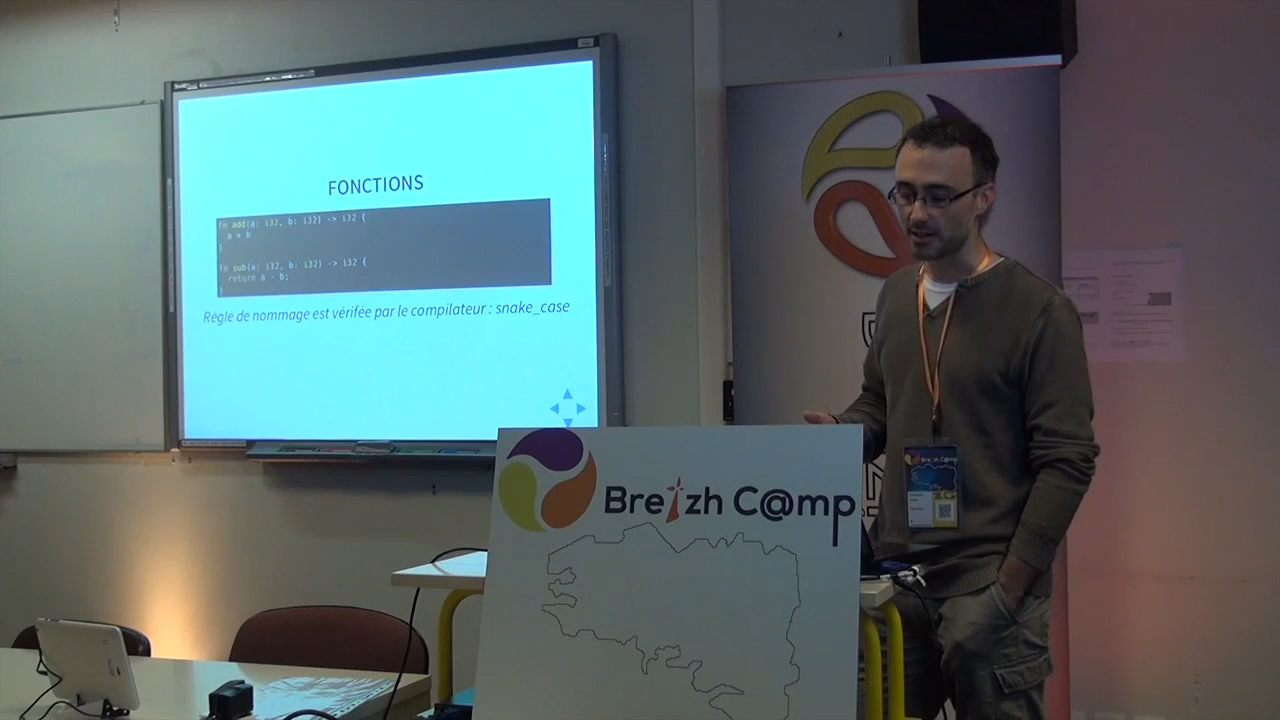 FONCTIONS
fn add(a: i32, b: i32) -> i32 {
a + b
}
fn sub(a: i32, b: i32) -> i32 {
return a - b;
}
Règle de nommage est vérifiée par le compilateur : snake_case
Breizh C@mp